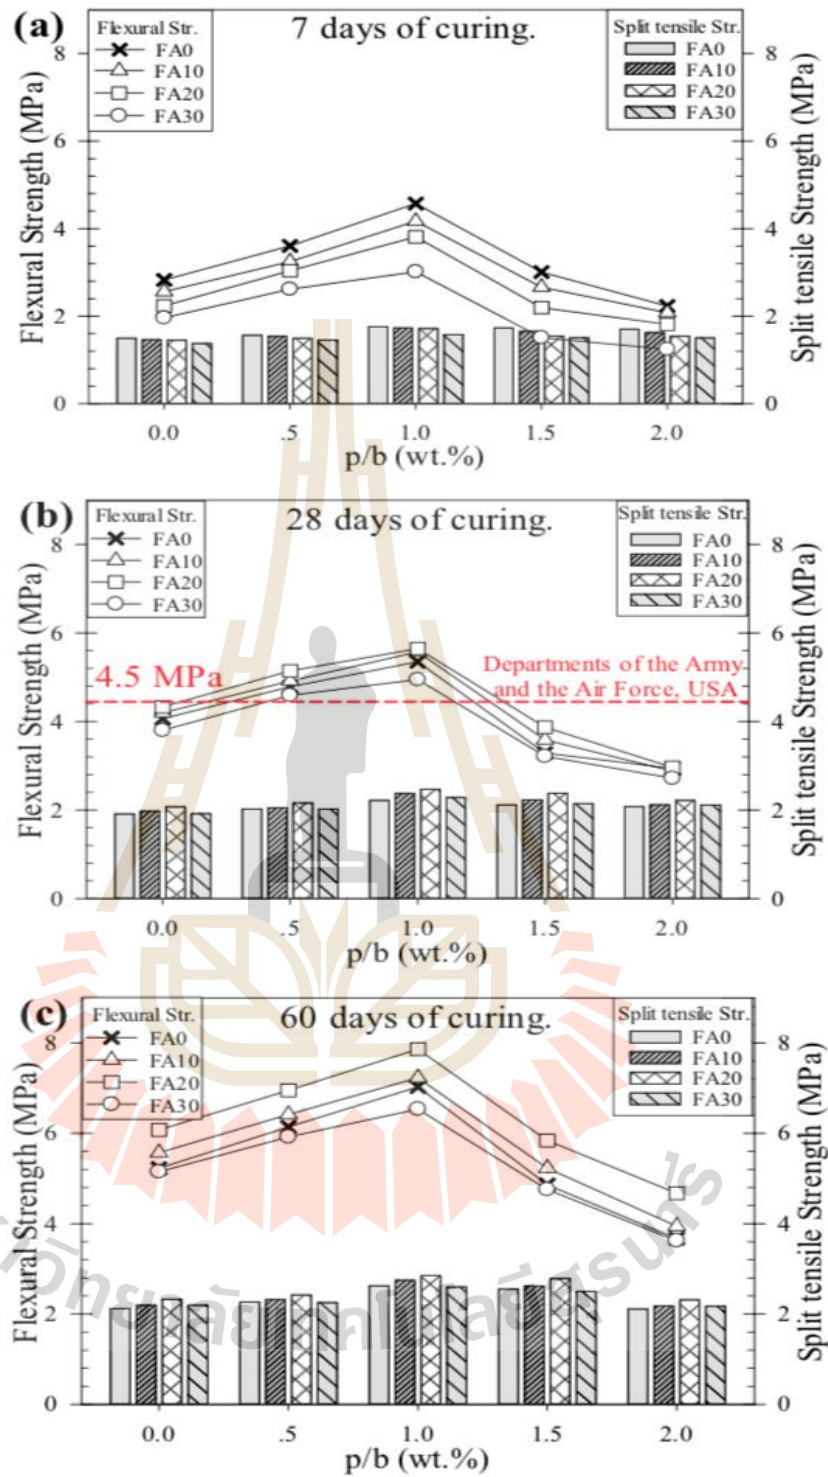 (a)
7 days of curing.
Flexural Str.
FA0
FA10
FA20
FA30
Split tensile Str.
FA0
FA10
FA20
FA30
Flexural Strength (MPa)
8
6
4
2
0
Split tensile Strength (MPa)
8
6
4
2
0
0.0 .5 1.0 1.5 2.0
p/b (wt.%)
(b)
28 days of curing.
Flexural Str.
FA0
FA10
FA20
FA30
Split tensile Str.
FA0
FA10
FA20
FA30
4.5 MPa
Departments of the Army
and the Air Force, USA
Flexural Strength (MPa)
8
6
4
2
0
Split tensile Strength (MPa)
8
6
4
2
0
0.0 .5 1.0 1.5 2.0
p/b (wt.%)
(c)
60 days of curing.
Flexural Str.
FA0
FA10
FA20
FA30
Split tensile Str.
FA0
FA10
FA20
FA30
Flexural Strength (MPa)
8
6
4
2
0
Split tensile Strength (MPa)
8
6
4
2
0
0.0 .5 1.0 1.5 2.0
p/b (wt.%)